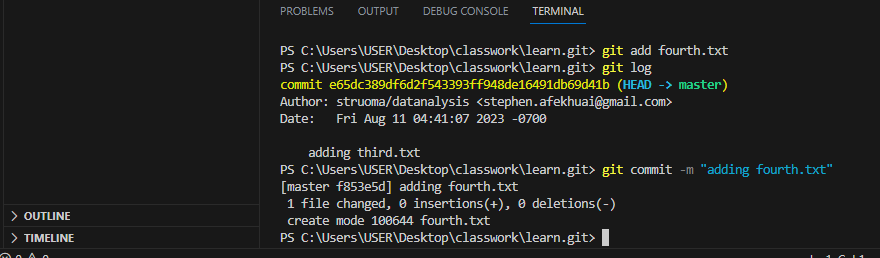 PROBLEMS OUTPUT DEBUG CONSOLE TERMINAL
PS C:\Users\USER\Desktop\classwork\learn.git> git add fourth.txt
PS C:\Users\USER\Desktop\classwork\learn.git> git log
commit e65dc389df6d2f543393ff948de16491db69d41b (HEAD -> master)
Author: struoma/datanalysis <stephen.afekhuai@gmail.com>
Date:   Fri Aug 11 04:41:07 2023 -0700
    adding third.txt
PS C:\Users\USER\Desktop\classwork\learn.git> git commit -m "adding fourth.txt"
[master f853e5d] adding fourth.txt
 1 file changed, 0 insertions(+), 0 deletions(-)
 create mode 100644 fourth.txt
PS C:\Users\USER\Desktop\classwork\learn.git>
OUTLINE
TIMELINE